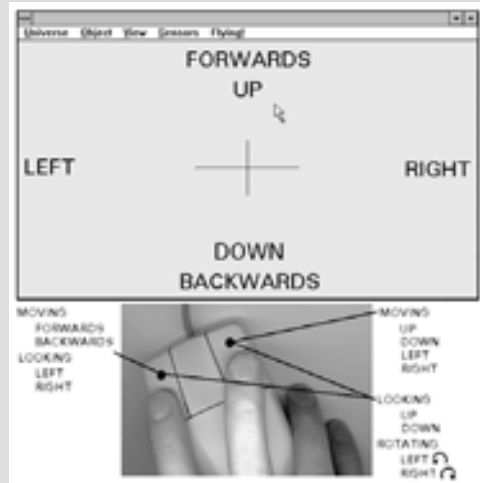 Universe Object View Sensors Flying!
FORWARDS
UP
LEFT
RIGHT
DOWN
BACKWARDS
MOVING
FORWARDS
BACKWARDS
LOOKING
LEFT
RIGHT
MOVING
UP
DOWN
LEFT
RIGHT
LOOKING
UP
DOWN
ROTATING
LEFT
RIGHT